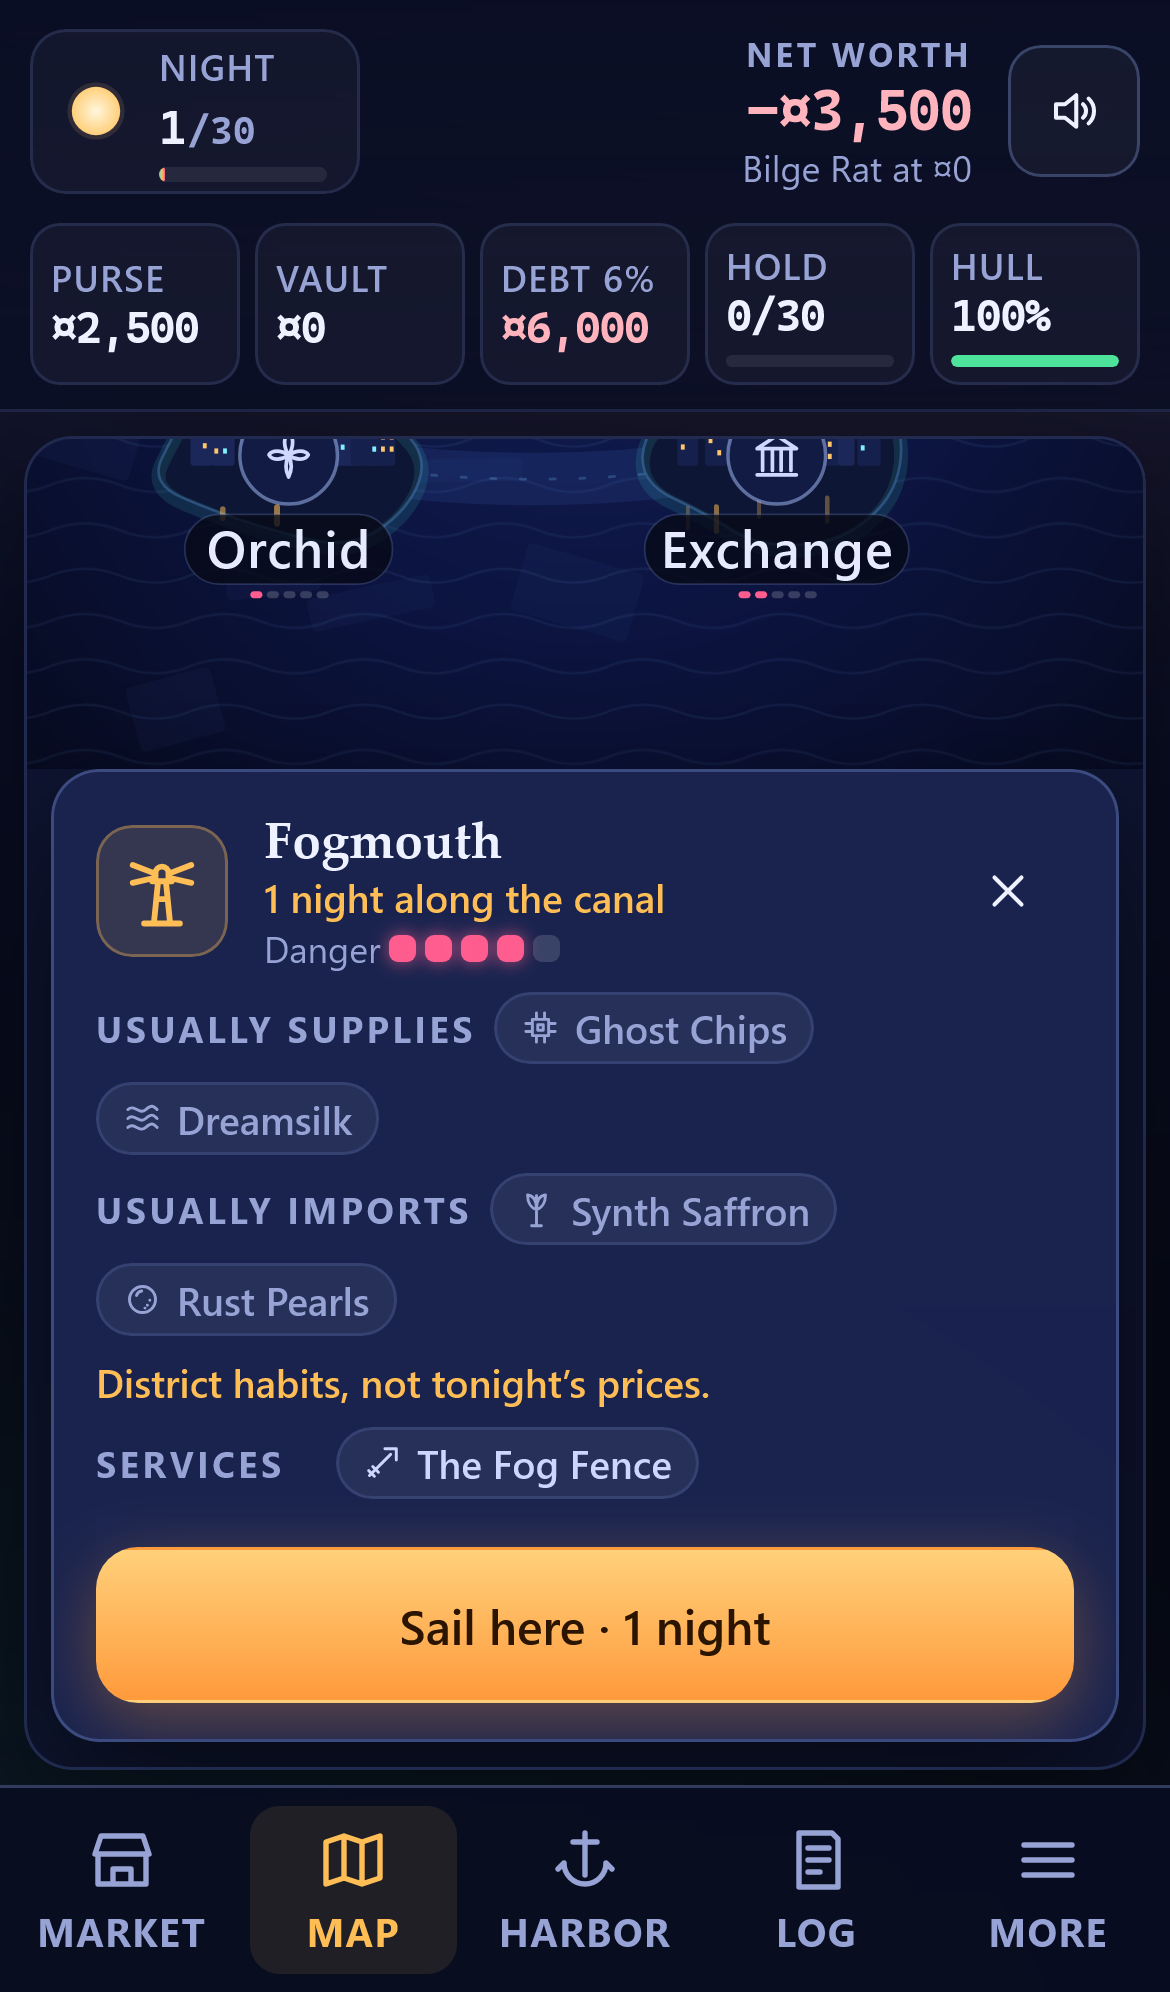 NIGHT
1/30
NET WORTH
−¤3,500
Bilge Rat at ¤0
PURSE
¤2,500
VAULT
¤0
DEBT 6%
¤6,000
HOLD
0/30
HULL
100%
Orchid
Exchange
Fogmouth
1 night along the canal
Danger
USUALLY SUPPLIES Ghost Chips
Dreamsilk
USUALLY IMPORTS Synth Saffron
Rust Pearls
District habits, not tonight’s prices.
SERVICES The Fog Fence
Sail here · 1 night
MARKET
MAP
HARBOR
LOG
MORE